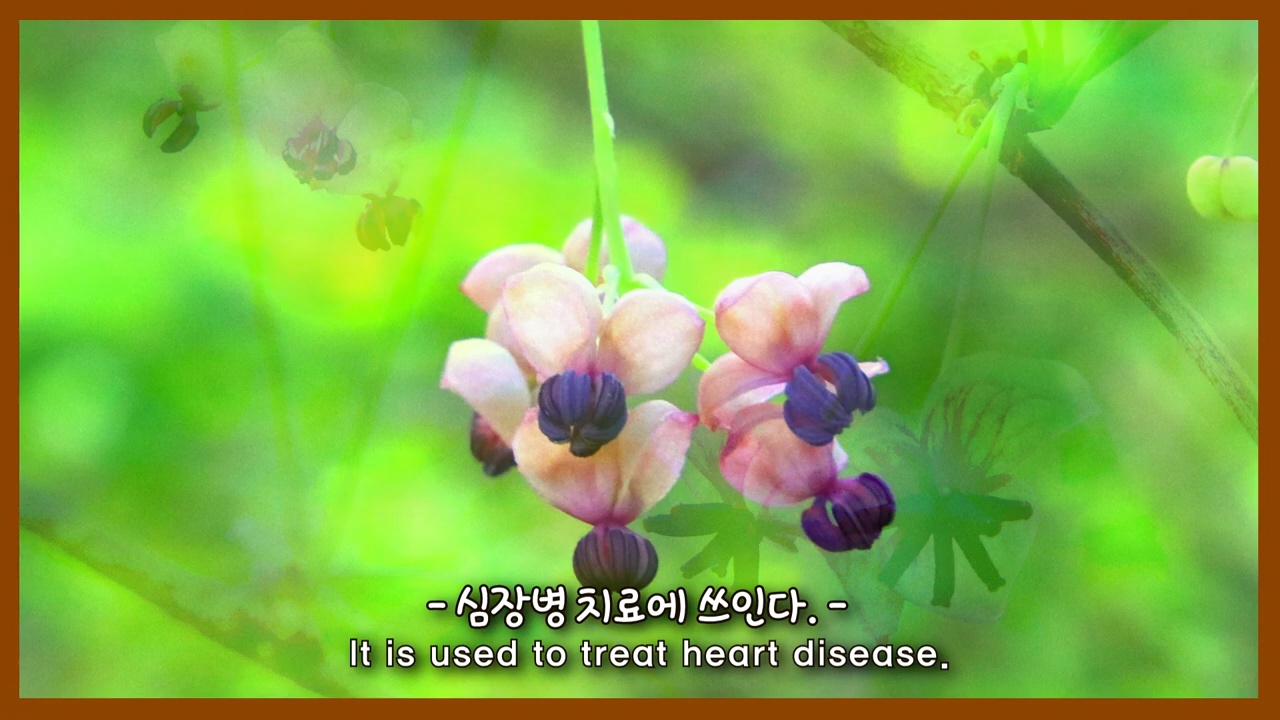 - 심장병 치료에 쓰인다. -
It is used to treat heart disease.